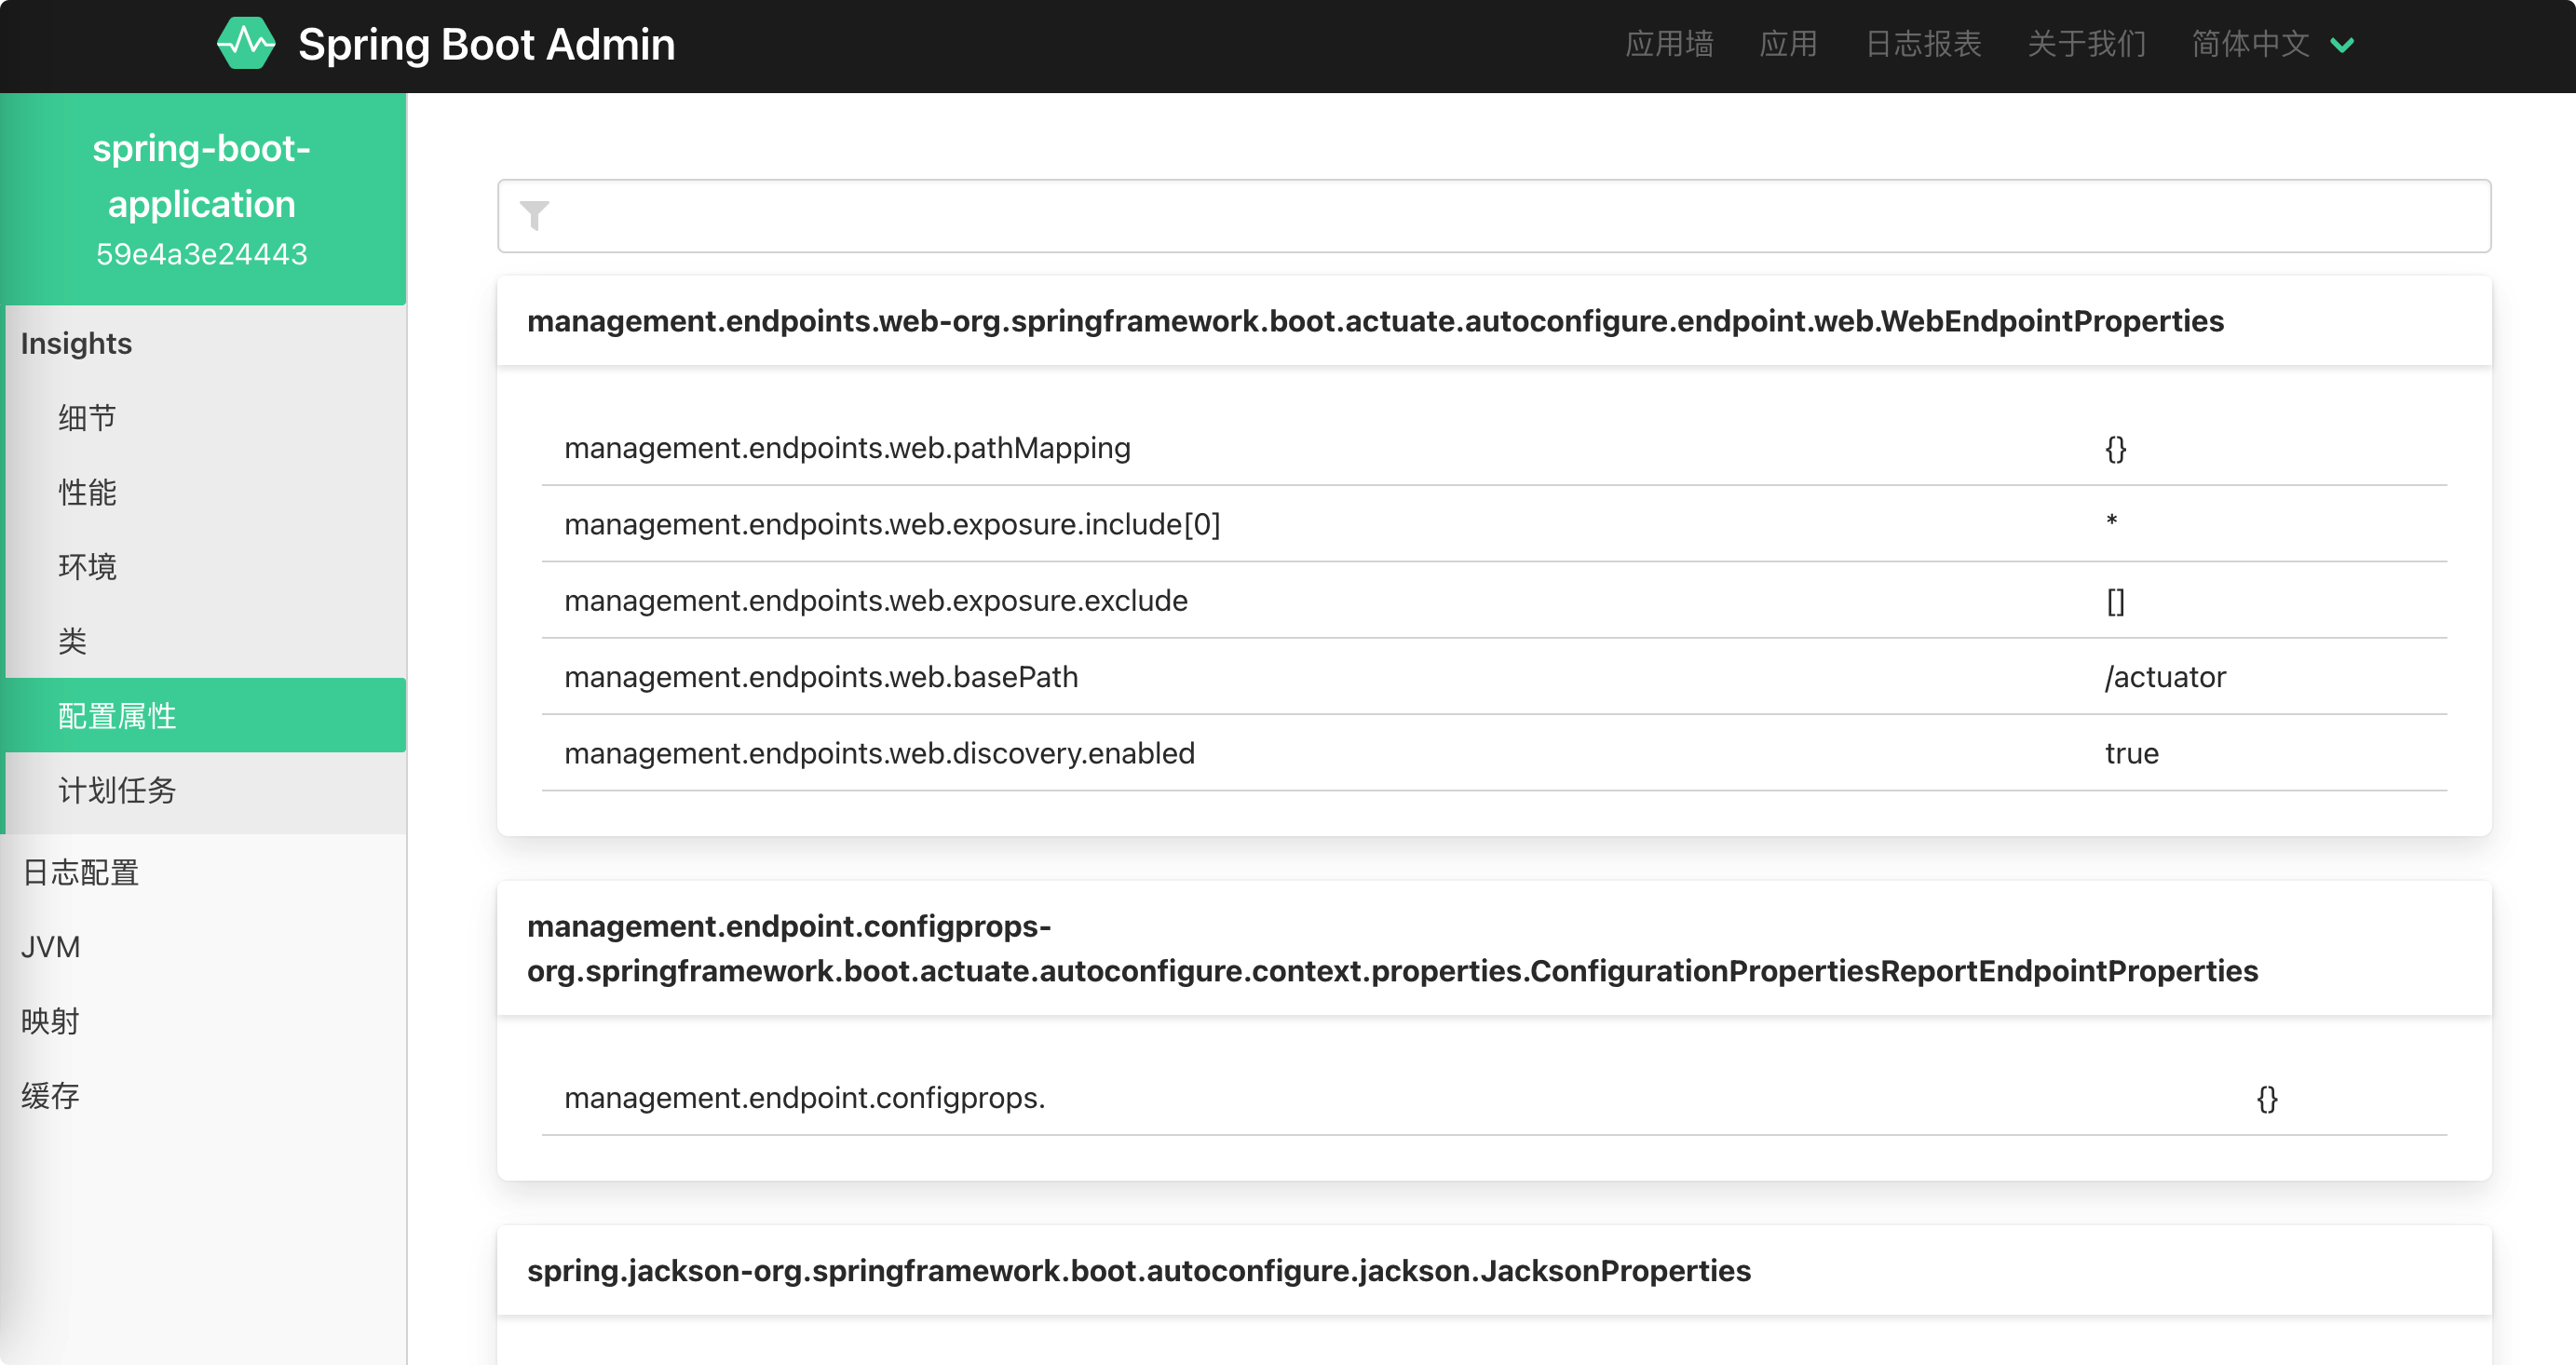 Spring Boot Admin
应用墙 应用 日志报表 关于我们 简体中文
spring-boot-
application
59e4a3e24443
Insights
细节
性能
环境
类
配置属性
计划任务
日志配置
JVM
映射
缓存
management.endpoints.web-org.springframework.boot.actuate.autoconfigure.endpoint.web.WebEndpointProperties
management.endpoints.web.pathMapping {}
management.endpoints.web.exposure.include[0] *
management.endpoints.web.exposure.exclude []
management.endpoints.web.basePath /actuator
management.endpoints.web.discovery.enabled true
management.endpoint.configprops-
org.springframework.boot.actuate.autoconfigure.context.properties.ConfigurationPropertiesReportEndpointProperties
management.endpoint.configprops. {}
spring.jackson-org.springframework.boot.autoconfigure.jackson.JacksonProperties